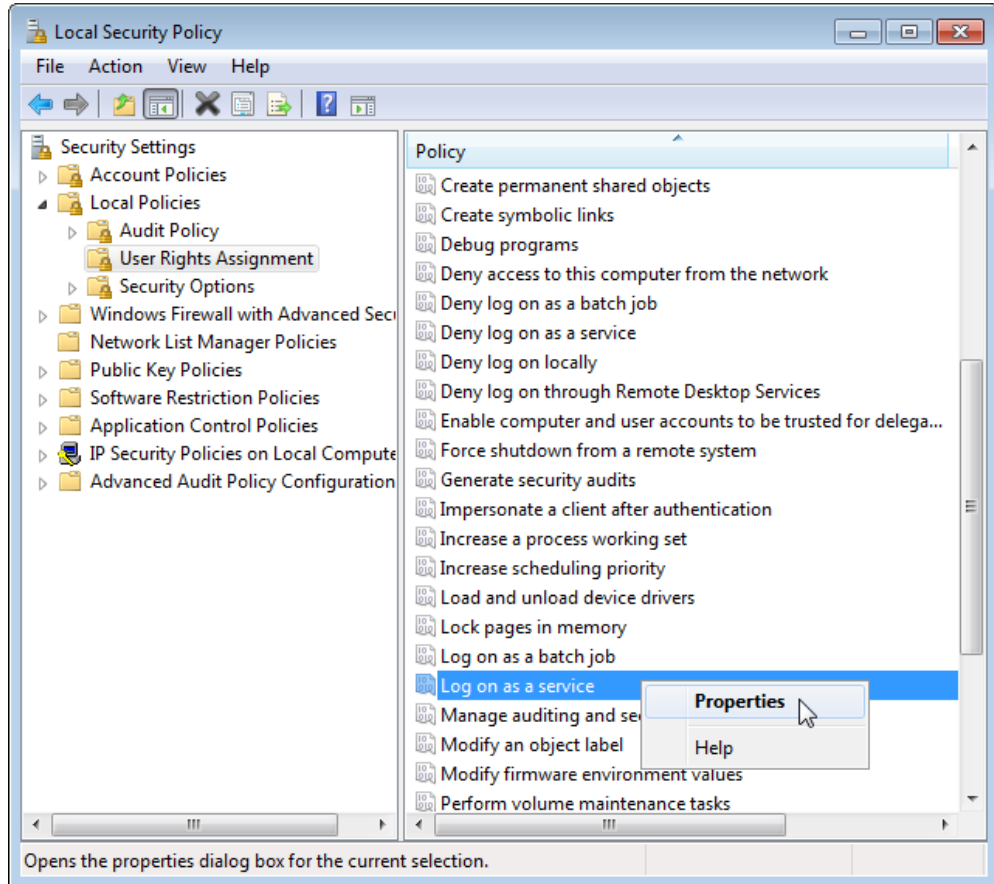 Local Security Policy
File Action View Help
Security Settings
Account Policies
Local Policies
Audit Policy
User Rights Assignment
Security Options
Windows Firewall with Advanced Secu
Network List Manager Policies
Public Key Policies
Software Restriction Policies
Application Control Policies
IP Security Policies on Local Compute
Advanced Audit Policy Configuration
Policy
Create permanent shared objects
Create symbolic links
Debug programs
Deny access to this computer from the network
Deny log on as a batch job
Deny log on as a service
Deny log on locally
Deny log on through Remote Desktop Services
Enable computer and user accounts to be trusted for delega...
Force shutdown from a remote system
Generate security audits
Impersonate a client after authentication
Increase a process working set
Increase scheduling priority
Load and unload device drivers
Lock pages in memory
Log on as a batch job
Log on as a service
Manage auditing and se
Modify an object label
Modify firmware environment values
Perform volume maintenance tasks
Properties
Help
Opens the properties dialog box for the current selection.